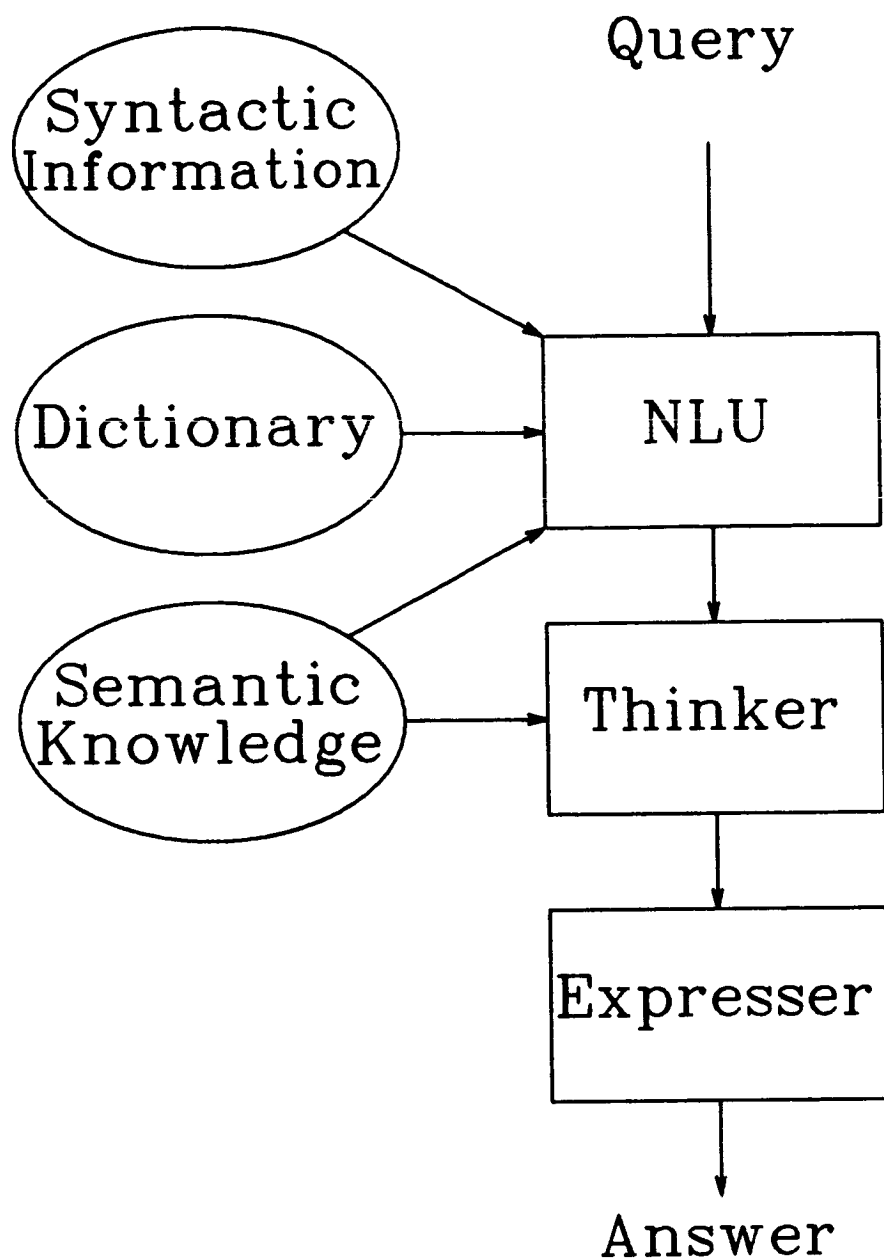 Query
Syntactic
Information
Dictionary
NLU
Semantic
Knowledge
Thinker
Expresser
Answer